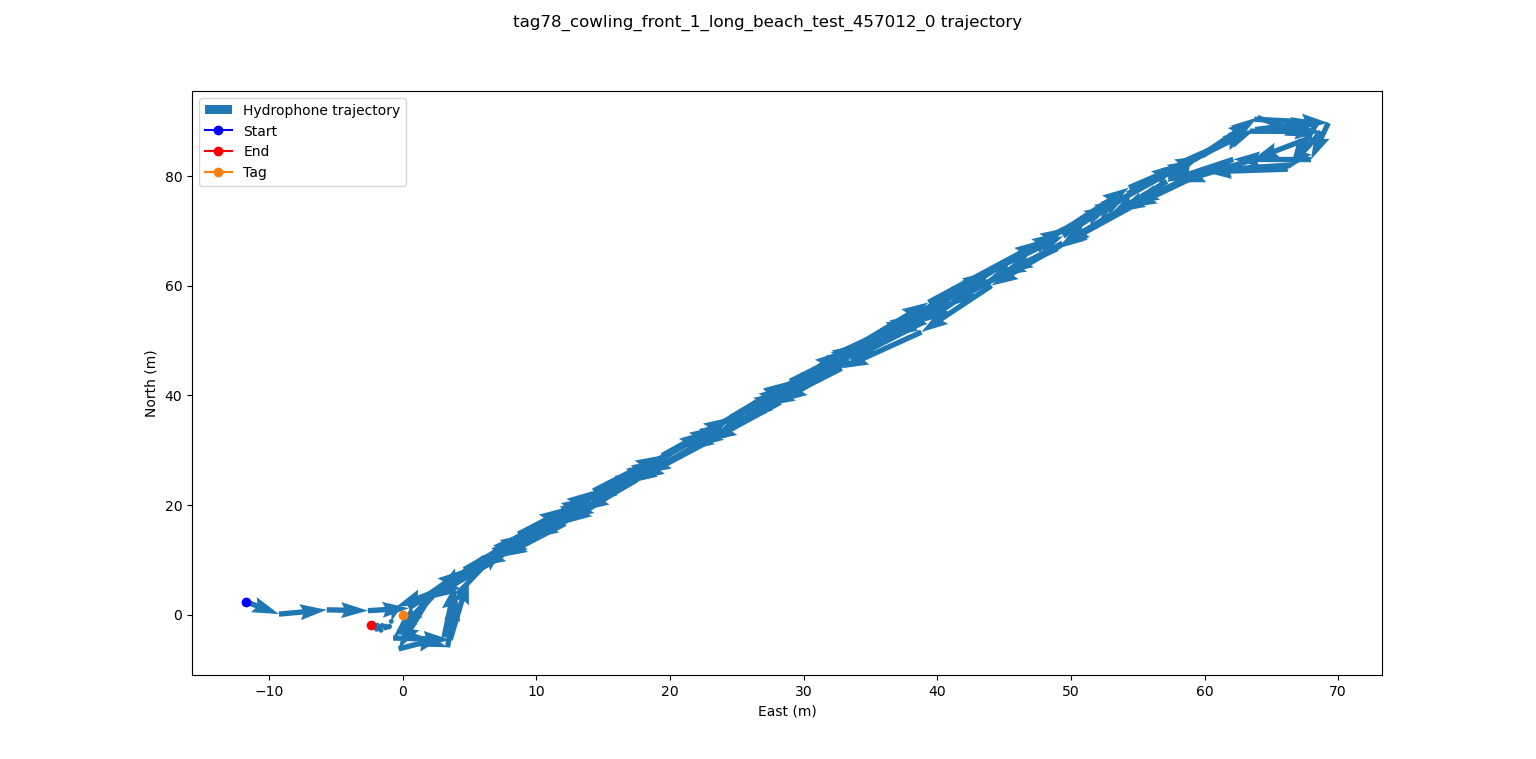 tag78_cowling_front_1_long_beach_test_457012_0 trajectory
Hydrophone trajectory
Start
End
Tag
North (m)
80
60
40
20
0
−10
0
10
20
30
40
50
60
70
East (m)